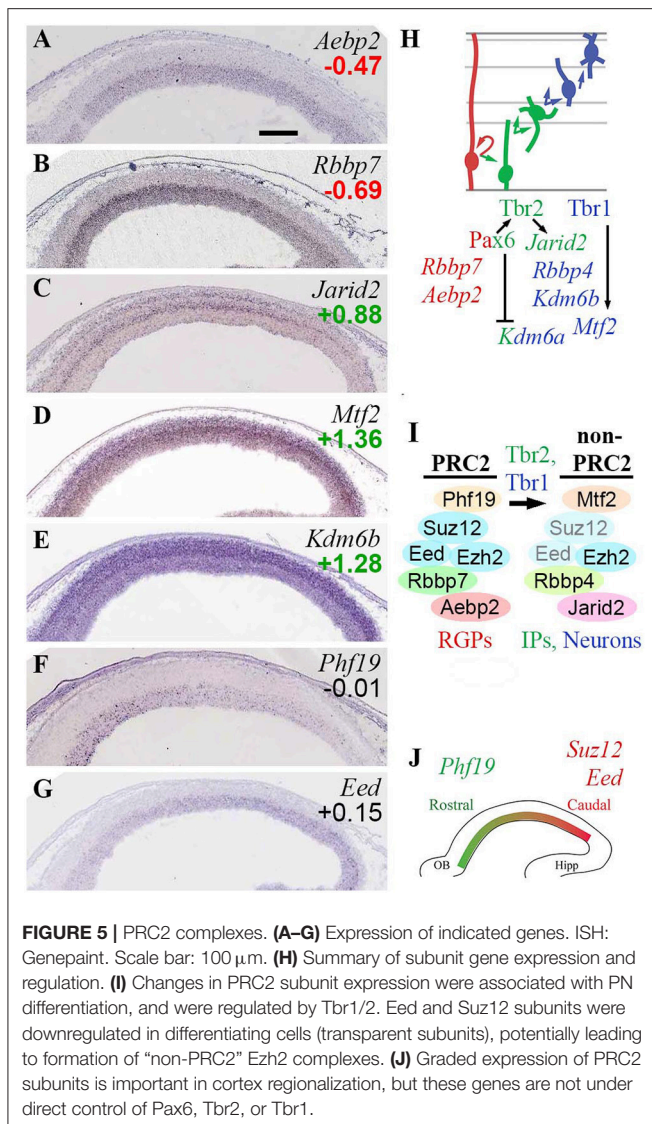 A
Aebp2
-0.47
B
Rbbp7
-0.69
C
Jarid2
+0.88
D
Mtf2
+1.36
E
Kdm6b
+1.28
F
Phf19
-0.01
G
Eed
+0.15
H
Tbr2 Tbr1
Pax6 Jarid2
Rbbp7 Rbbp4
Aebp2 Kdm6b
Kdm6a Mtf2
I
PRC2 Tbr2, Tbr1 non-PRC2
Phf19 Mtf2
Suz12 Suz12
Eed Ezh2 Eed Ezh2
Rbbp7 Rbbp4
Aebp2 Jarid2
RGPs IPs, Neurons
J
Phf19 Suz12
Eed
Rostral Caudal
OB Hipp
FIGURE 5 | PRC2 complexes. (A–G) Expression of indicated genes. ISH:
Genepaint. Scale bar: 100 μm. (H) Summary of subunit gene expression and
regulation. (I) Changes in PRC2 subunit expression were associated with PN
differentiation, and were regulated by Tbr1/2. Eed and Suz12 subunits were
downregulated in differentiating cells (transparent subunits), potentially leading
to formation of “non-PRC2” Ezh2 complexes. (J) Graded expression of PRC2
subunits is important in cortex regionalization, but these genes are not under
direct control of Pax6, Tbr2, or Tbr1.